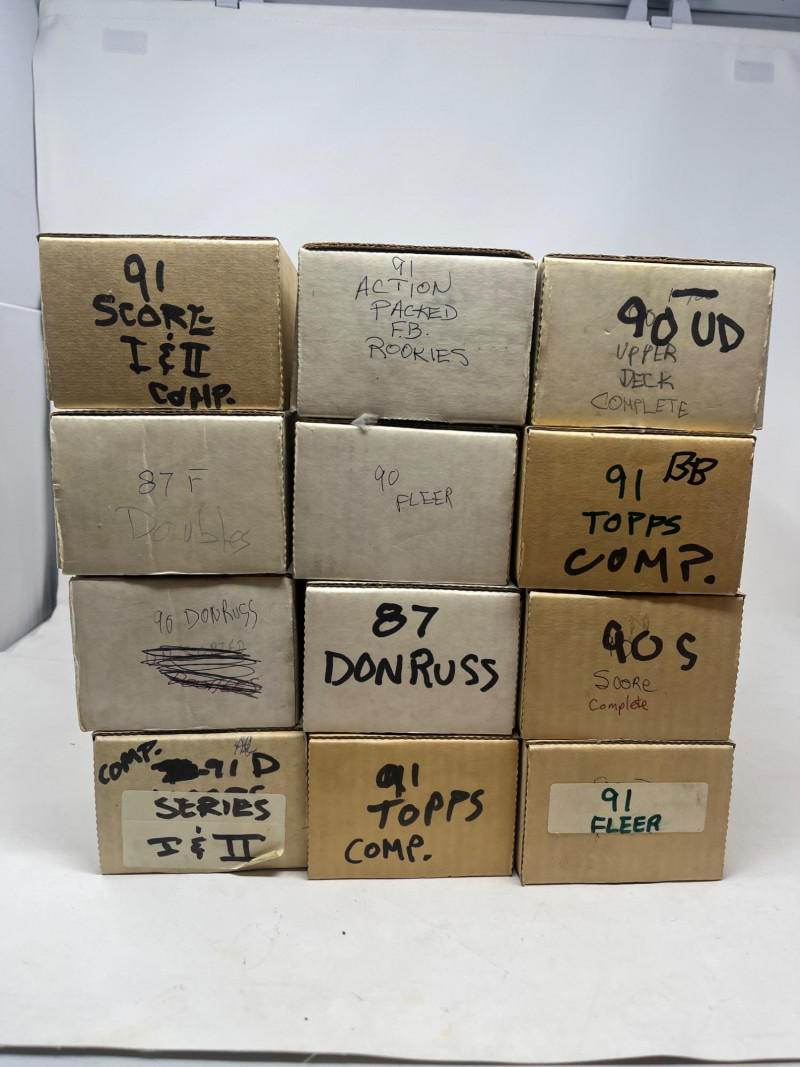 91
SCORE
I & II
COMP.
91
ACTION
PACKED
F.B.
ROOKIES
90 UD
UPPER
DECK
COMPLETE
87 F
Doubles
90
FLEER
91 BB
TOPPS
COMP.
90 DONRUSS
87
DONRUSS
90 S
Score
Complete
COMP. 91 D
SERIES
I & II
91
TOPPS
COMP.
91
FLEER